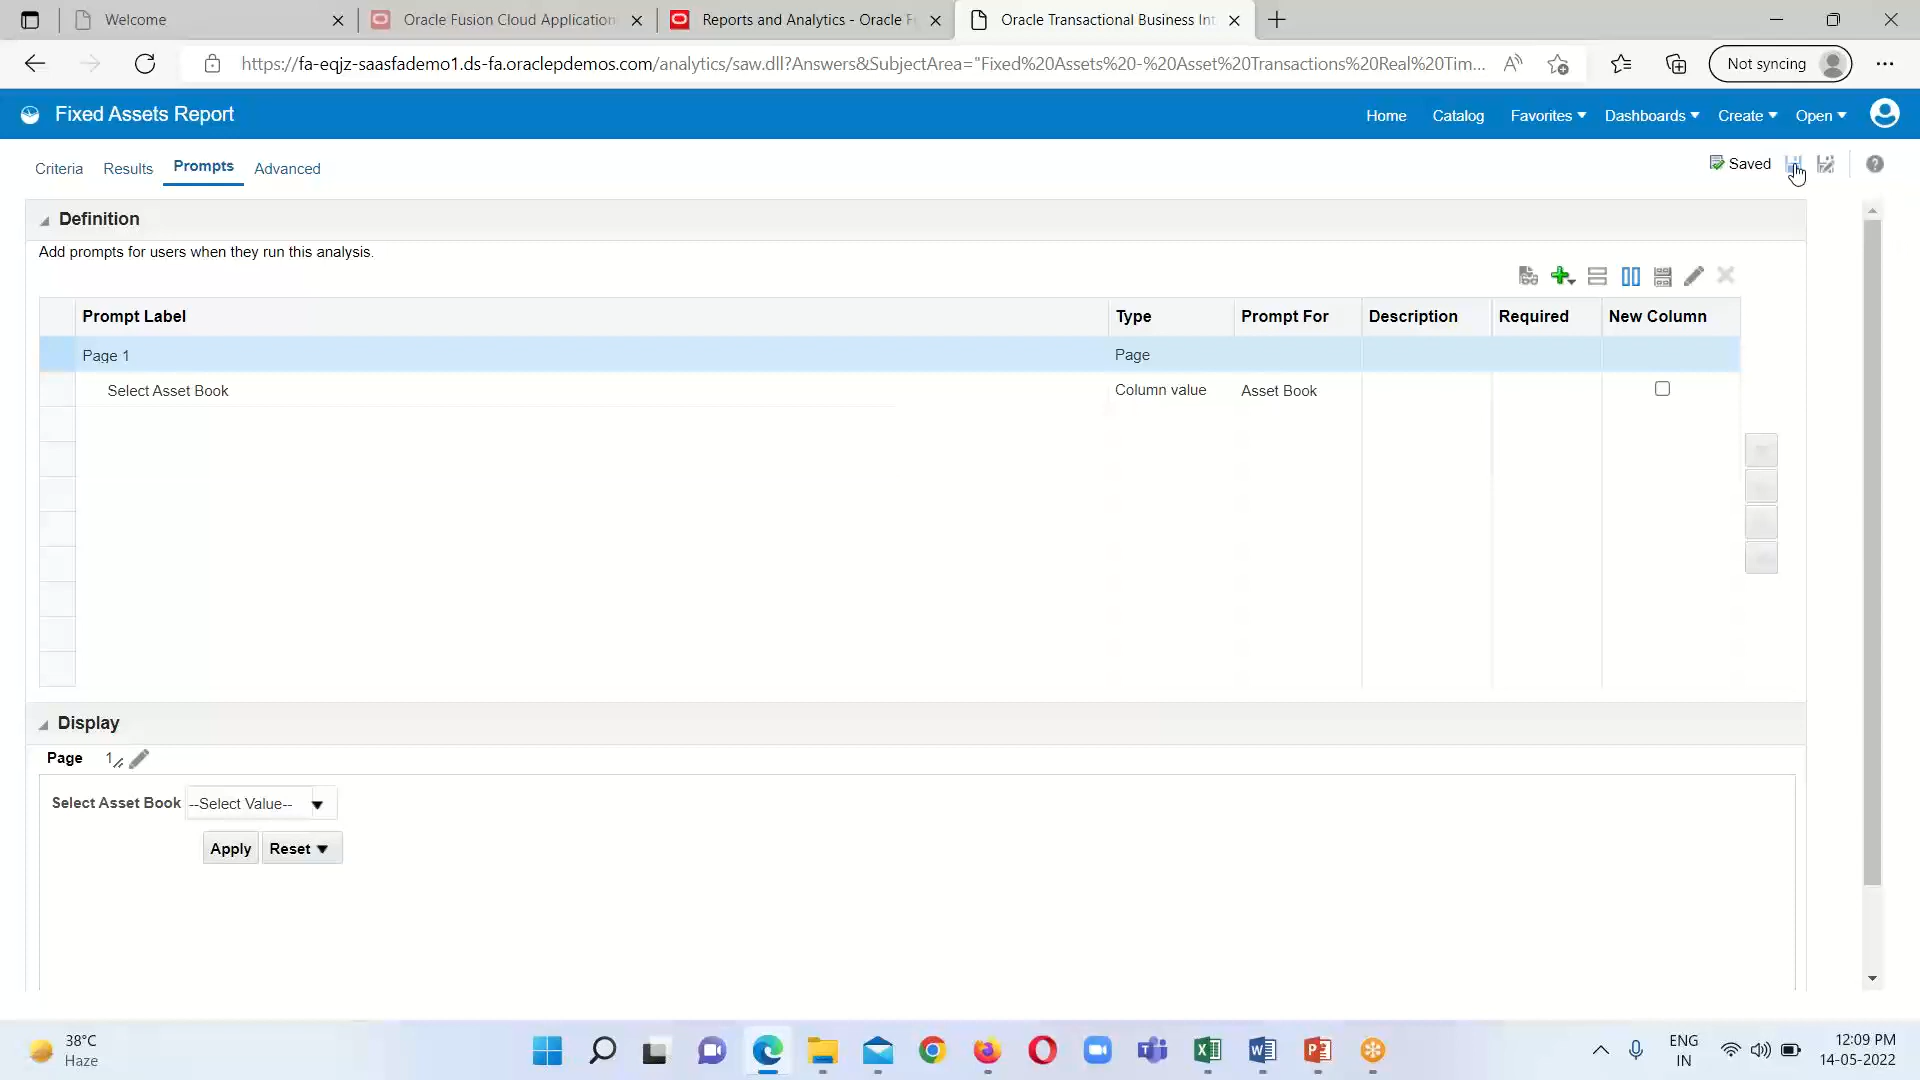 Welcome
Oracle Fusion Cloud Application
Reports and Analytics - Oracle F
Oracle Transactional Business Int
https://fa-eqjz-saasfademo1.ds-fa.oraclepdemos.com/analytics/saw.dll?Answers&SubjectArea="Fixed%20Assets%20-%20Asset%20Transactions%20Real%20Tim...
Not syncing
Fixed Assets Report
Home
Catalog
Favorites
Dashboards
Create
Open
Criteria
Results
Prompts
Advanced
Saved
Definition
Add prompts for users when they run this analysis.
Prompt Label Type Prompt For Description Required New Column
Page 1 Page
Select Asset Book Column value Asset Book
Display
Page 1
Select Asset Book --Select Value--
Apply Reset
38°C
Haze
ENG
IN
12:09 PM
14-05-2022